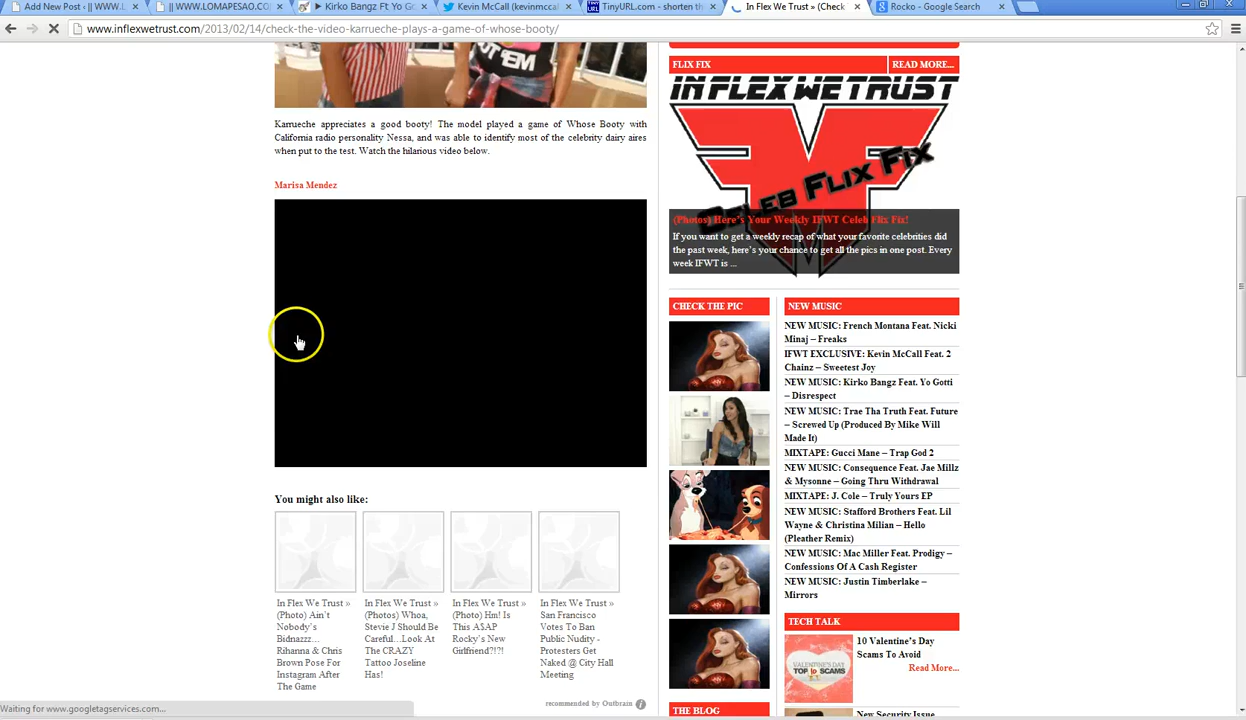 Add New Post ‹ || WWW.L
|| WWW.LOMAPESAO.CO
Kirko Bangz Ft Yo Go
Kevin McCall (kevinmccal
TinyURL.com - shorten th
In Flex We Trust » (Check
Rocko - Google Search
www.inflexwetrust.com/2013/02/14/check-the-video-karrueche-plays-a-game-of-whose-booty/
Karrueche appreciates a good booty! The model played a game of Whose Booty with
California radio personality Nessa, and was able to identify most of the celebrity dairy aires
when put to the test. Watch the hilarious video below.
Marisa Mendez
You might also like:
In Flex We Trust »
(Photo) Ain't
Nobody's
Bidnazzz...
Rihanna & Chris
Brown Pose For
Instagram After
The Game
In Flex We Trust »
(Photos) Whoa,
Stevie J Should Be
Careful...Look At
The CRAZY
Tattoo Joseline
Has!
In Flex We Trust »
(Photo) Hm! Is
This A$AP
Rocky's New
Girlfriend?!?!
In Flex We Trust »
San Francisco
Votes To Ban
Public Nudity -
Protesters Get
Naked @ City Hall
Meeting
recommended by Outbrain
Waiting for www.googletagservices.com...
FLIX FIX
READ MORE...
IN FLEX WE TRUST
CELEB FLIX FIX
(Photos) Here's Your Weekly IFWT Celeb Flix Fix!
If you want to get a weekly recap of what your favorite celebrities did
the past week, here's your chance to get all the pics in one post. Every
week IFWT is ...
CHECK THE PIC
NEW MUSIC
NEW MUSIC: French Montana Feat. Nicki
Minaj – Freaks
IFWT EXCLUSIVE: Kevin McCall Feat. 2
Chainz – Sweetest Joy
NEW MUSIC: Kirko Bangz Feat. Yo Gotti
– Disrespect
NEW MUSIC: Trae Tha Truth Feat. Future
– Screwed Up (Produced By Mike Will
Made It)
MIXTAPE: Gucci Mane – Trap God 2
NEW MUSIC: Consequence Feat. Jae Millz
& Mysonne – Going Thru Withdrawal
MIXTAPE: J. Cole – Truly Yours EP
NEW MUSIC: Stafford Brothers Feat. Lil
Wayne & Christina Milian – Hello
(Pleather Remix)
NEW MUSIC: Mac Miller Feat. Prodigy –
Confessions Of A Cash Register
NEW MUSIC: Justin Timberlake –
Mirrors
TECH TALK
VALENTINE'S DAY
TOP 10 SCAMS
10 Valentine's Day
Scams To Avoid
Read More...
New Security Issue
THE BLOG